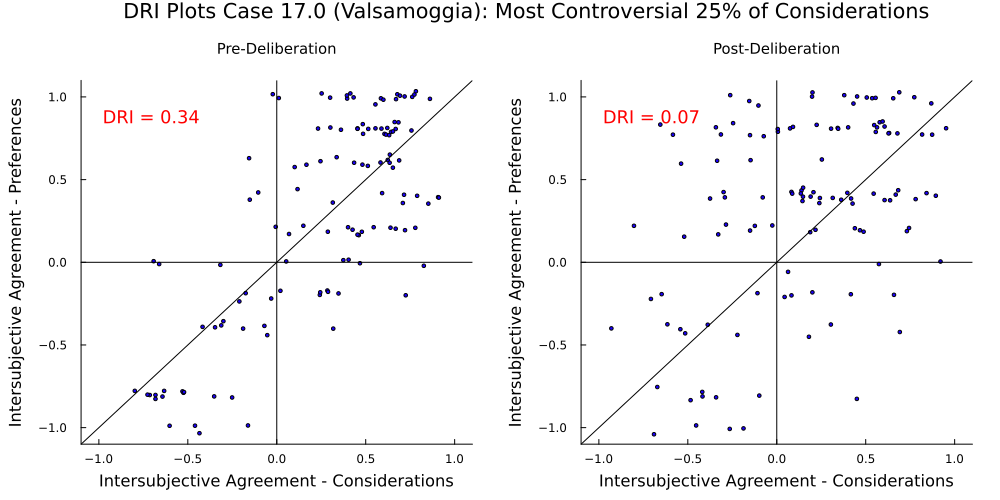 DRI Plots Case 17.0 (Valsamoggia): Most Controversial 25% of Considerations
Pre-Deliberation
Intersubjective Agreement - Preferences
1.0
0.5
0.0
−0.5
−1.0
DRI = 0.34
−1.0
−0.5
0.0
0.5
1.0
Intersubjective Agreement - Considerations
Post-Deliberation
Intersubjective Agreement - Preferences
1.0
0.5
0.0
−0.5
−1.0
DRI = 0.07
−1.0
−0.5
0.0
0.5
1.0
Intersubjective Agreement - Considerations